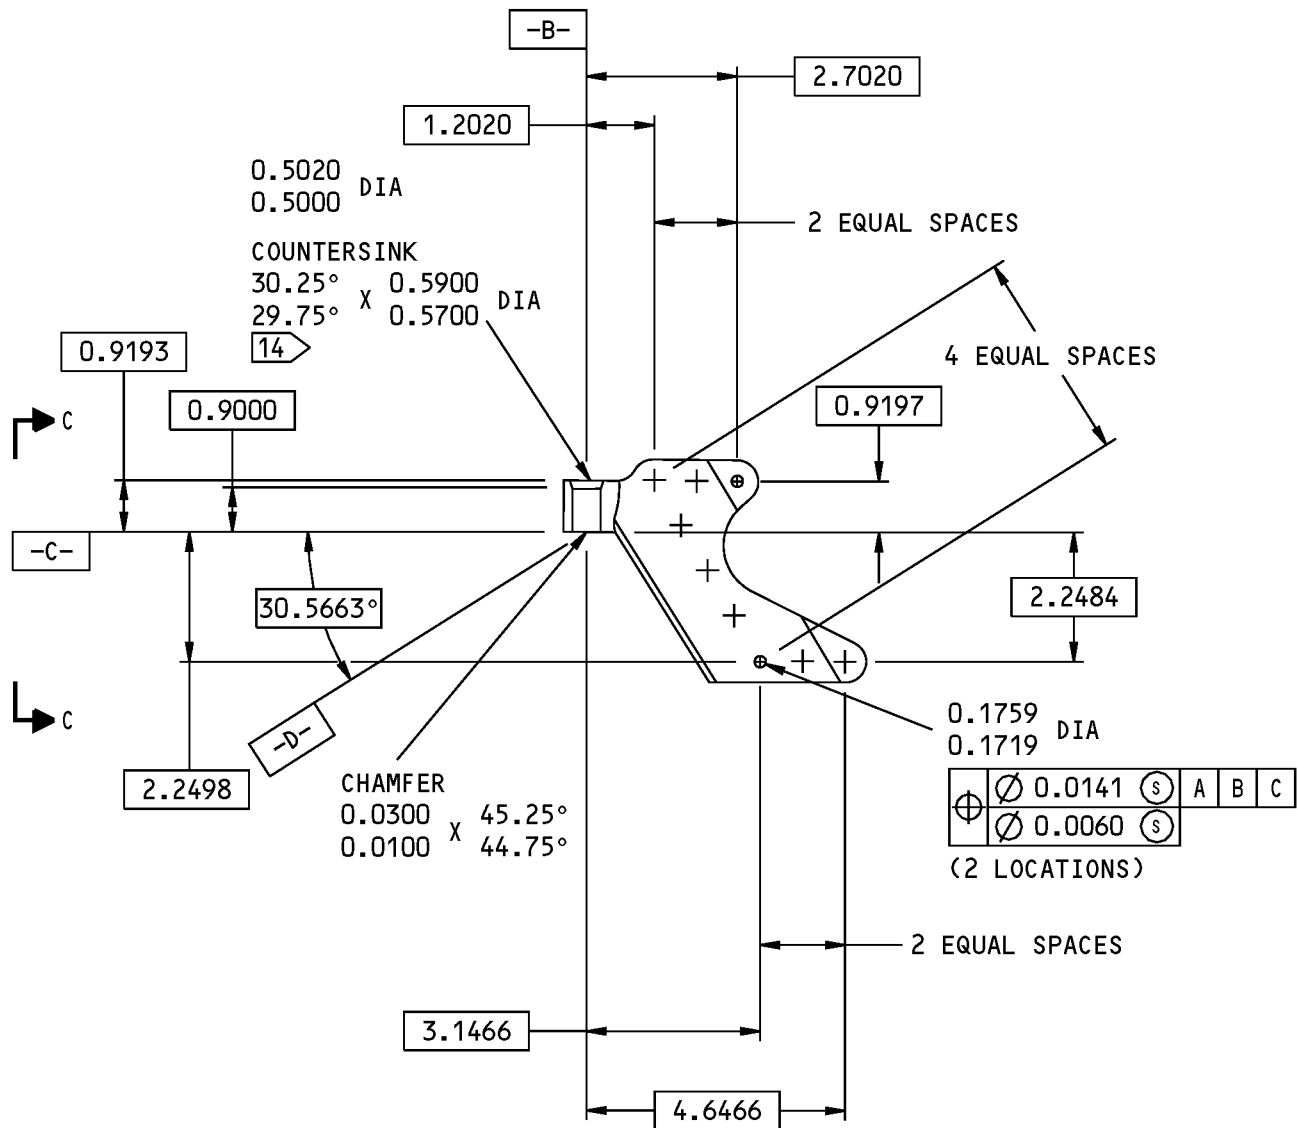 -B-
2.7020
1.2020
0.5020
0.5000 DIA
2 EQUAL SPACES
COUNTERSINK
30.25° X 0.5900 DIA
29.75° 0.5700
14
0.9193
4 EQUAL SPACES
0.9000
0.9197
C
-C-
30.5663°
2.2484
C
-D-
0.1759
0.1719 DIA
2.2498
CHAMFER
0.0300 X 45.25°
0.0100 44.75°
⌖ Ø 0.0141 Ⓢ A B C
Ø 0.0060 Ⓢ
(2 LOCATIONS)
2 EQUAL SPACES
3.1466
4.6466